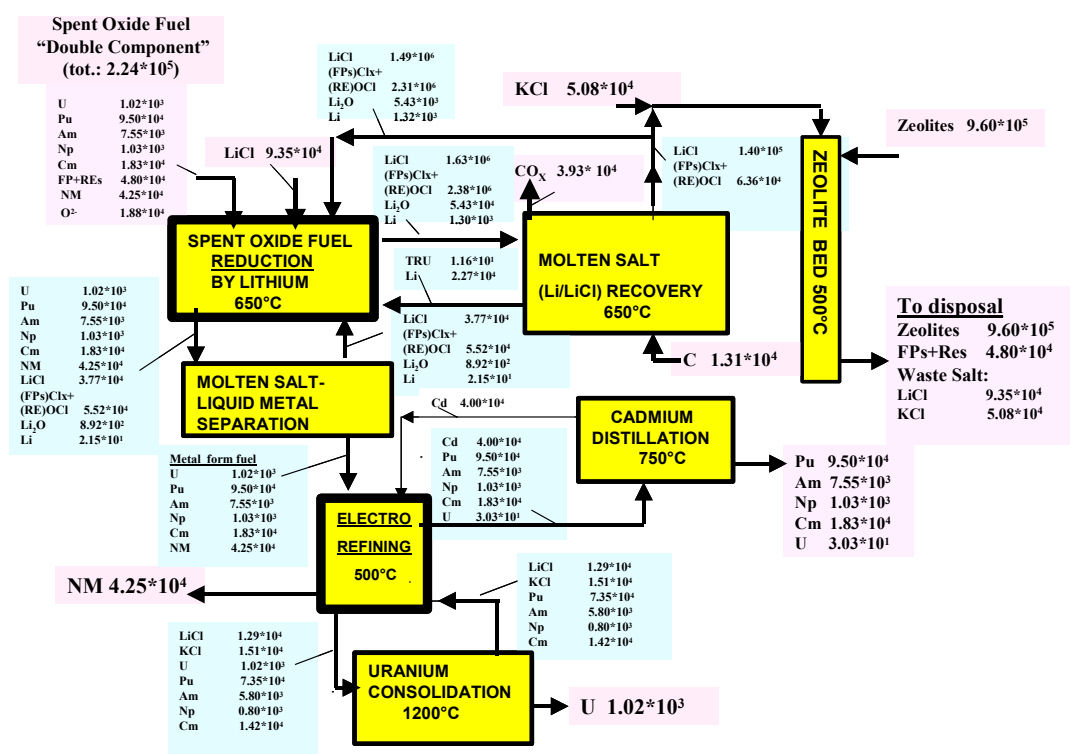 Spent Oxide Fuel
“Double Component”
(tot.: 2.24*10⁵)
U 1.02*10³
Pu 9.50*10⁴
Am 7.55*10³
Np 1.03*10³
Cm 1.83*10⁴
FP+REs 4.80*10⁴
NM 4.25*10⁴
O²⁻ 1.88*10⁴
LiCl 9.35*10⁴
LiCl 1.49*10⁶
(FPs)Clx+
(RE)OCl 2.31*10⁶
Li₂O 5.43*10³
Li 1.32*10³
KCl 5.08*10⁴
Zeolites 9.60*10⁵
LiCl 1.63*10⁶
(FPs)Clx+
(RE)OCl 2.38*10⁶
Li₂O 5.43*10⁴
Li 1.30*10³
COX 3.93* 10⁴
LiCl 1.40*10⁵
(FPs)Clx+
(RE)OCl 6.36*10⁴
ZEOLITE BED 500°C
SPENT OXIDE FUEL
REDUCTION
BY LITHIUM
650°C
TRU 1.16*10¹
Li 2.27*10⁴
MOLTEN SALT
(Li/LiCl) RECOVERY
650°C
U 1.02*10³
Pu 9.50*10⁴
Am 7.55*10³
Np 1.03*10³
Cm 1.83*10⁴
NM 4.25*10⁴
LiCl 3.77*10⁴
(FPs)Clx+
(RE)OCl 5.52*10⁴
Li₂O 8.92*10²
Li 2.15*10¹
LiCl 3.77*10⁴
(FPs)Clx+
(RE)OCl 5.52*10⁴
Li₂O 8.92*10²
Li 2.15*10¹
C 1.31*10⁴
To disposal
Zeolites 9.60*10⁵
FPs+Res 4.80*10⁴
Waste Salt:
LiCl 9.35*10⁴
KCl 5.08*10⁴
MOLTEN SALT-
LIQUID METAL
SEPARATION
Cd 4.00*10⁴
CADMIUM
DISTILLATION
750°C
Metal form fuel
U 1.02*10³
Pu 9.50*10⁴
Am 7.55*10³
Np 1.03*10³
Cm 1.83*10⁴
NM 4.25*10⁴
Cd 4.00*10⁴
Pu 9.50*10⁴
Am 7.55*10³
Np 1.03*10³
Cm 1.83*10⁴
U 3.03*10¹
Pu 9.50*10⁴
Am 7.55*10³
Np 1.03*10³
Cm 1.83*10⁴
U 3.03*10¹
ELECTRO
REFINING
500°C
NM 4.25*10⁴
LiCl 1.29*10⁴
KCl 1.51*10⁴
Pu 7.35*10⁴
Am 5.80*10³
Np 0.80*10³
Cm 1.42*10⁴
LiCl 1.29*10⁴
KCl 1.51*10⁴
U 1.02*10³
Pu 7.35*10⁴
Am 5.80*10³
Np 0.80*10³
Cm 1.42*10⁴
URANIUM
CONSOLIDATION
1200°C
U 1.02*10³